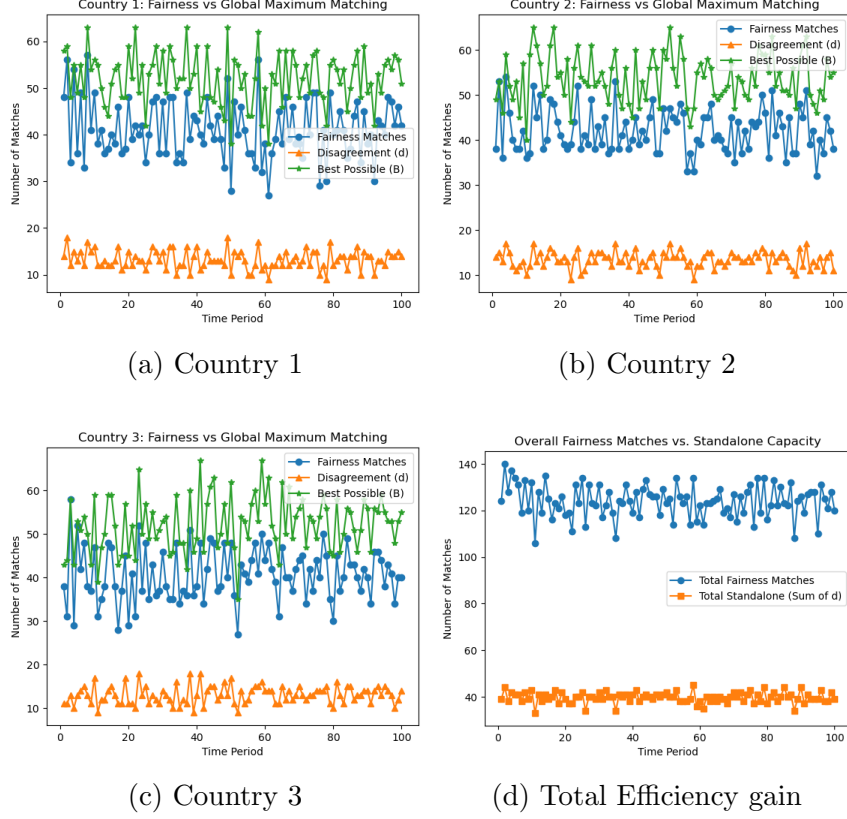 Country 1: Fairness vs Global Maximum Matching
60
50
40
30
20
10
Number of Matches
Fairness Matches
Disagreement (d)
Best Possible (B)
0 20 40 60 80 100
Time Period
(a) Country 1
Country 2: Fairness vs Global Maximum Matching
60
50
40
30
20
10
Number of Matches
Fairness Matches
Disagreement (d)
Best Possible (B)
0 20 40 60 80 100
Time Period
(b) Country 2
Country 3: Fairness vs Global Maximum Matching
60
50
40
30
20
10
Number of Matches
Fairness Matches
Disagreement (d)
Best Possible (B)
0 20 40 60 80 100
Time Period
(c) Country 3
Overall Fairness Matches vs. Standalone Capacity
140
120
100
80
60
40
Number of Matches
Total Fairness Matches
Total Standalone (Sum of d)
0 20 40 60 80 100
Time Period
(d) Total Efficiency gain